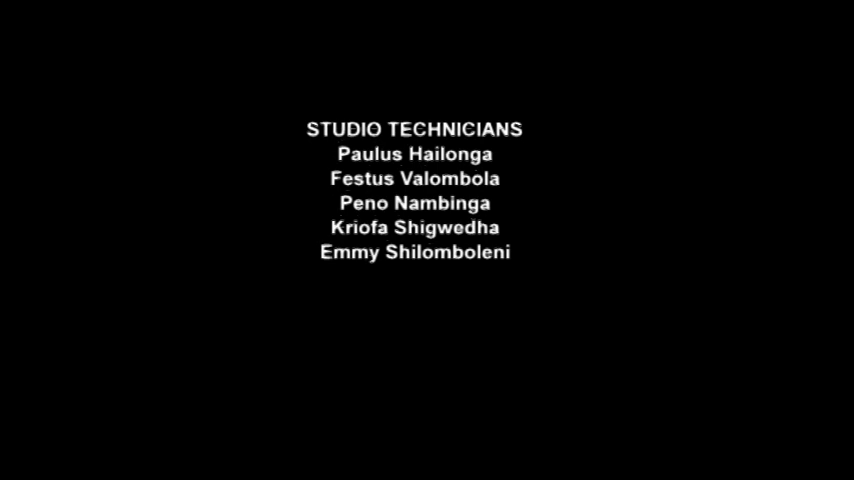 STUDIO TECHNICIANS
Paulus Hailonga
Festus Valombola
Peno Nambinga
Kriofa Shigwedha
Emmy Shilomboleni